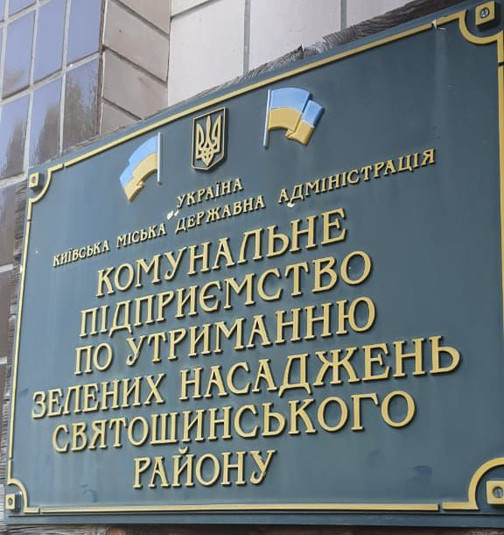 УКРАЇНА
КИЇВСЬКА МІСЬКА ДЕРЖАВНА АДМІНІСТРАЦІЯ
КОМУНАЛЬНЕ
ПІДПРИЄМСТВО
ПО УТРИМАННЮ
ЗЕЛЕНИХ НАСАДЖЕНЬ
СВЯТОШИНСЬКОГО
РАЙОНУ